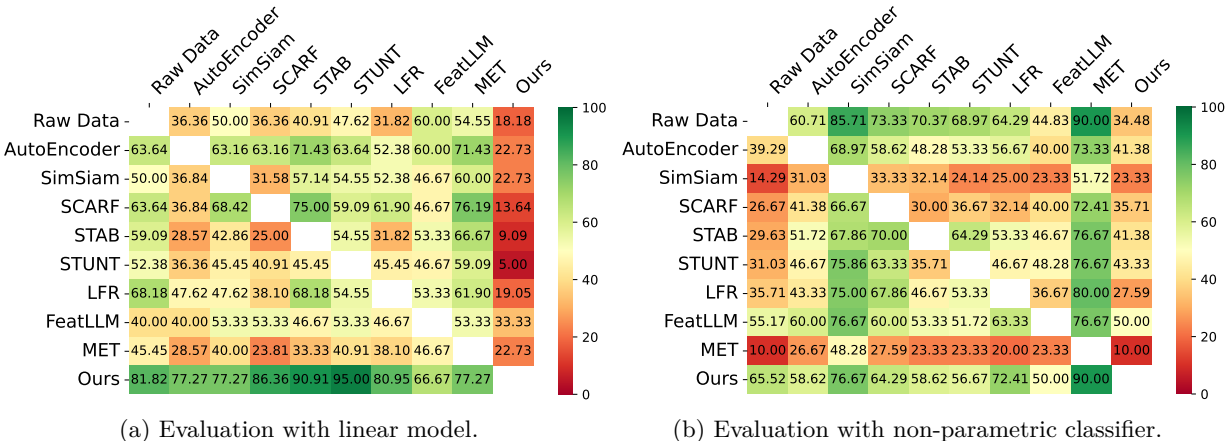 Raw Data AutoEncoder SimSiam SCARF STAB STUNT LFR FeatLLM MET Ours
Raw Data 36.36 50.00 36.36 40.91 47.62 31.82 60.00 54.55 18.18
AutoEncoder 63.64 63.16 63.16 71.43 63.64 52.38 60.00 71.43 22.73
SimSiam 50.00 36.84 31.58 57.14 54.55 52.38 46.67 60.00 22.73
SCARF 63.64 36.84 68.42 75.00 59.09 61.90 46.67 76.19 13.64
STAB 59.09 28.57 42.86 25.00 54.55 31.82 53.33 66.67 9.09
STUNT 52.38 36.36 45.45 40.91 45.45 45.45 46.67 59.09 5.00
LFR 68.18 47.62 47.62 38.10 68.18 54.55 53.33 61.90 19.05
FeatLLM 40.00 40.00 53.33 53.33 46.67 53.33 46.67 53.33 33.33
MET 45.45 28.57 40.00 23.81 33.33 40.91 38.10 46.67 22.73
Ours 81.82 77.27 77.27 86.36 90.91 95.00 80.95 66.67 77.27
100
80
60
40
20
0
(a) Evaluation with linear model.
Raw Data AutoEncoder SimSiam SCARF STAB STUNT LFR FeatLLM MET Ours
Raw Data 60.71 85.71 73.33 70.37 68.97 64.29 44.83 90.00 34.48
AutoEncoder 39.29 68.97 58.62 48.28 53.33 56.67 40.00 73.33 41.38
SimSiam 14.29 31.03 33.33 32.14 24.14 25.00 23.33 51.72 23.33
SCARF 26.67 41.38 66.67 30.00 36.67 32.14 40.00 72.41 35.71
STAB 29.63 51.72 67.86 70.00 64.29 53.33 46.67 76.67 41.38
STUNT 31.03 46.67 75.86 63.33 35.71 46.67 48.28 76.67 43.33
LFR 35.71 43.33 75.00 67.86 46.67 53.33 36.67 80.00 27.59
FeatLLM 55.17 60.00 76.67 60.00 53.33 51.72 63.33 76.67 50.00
MET 10.00 26.67 48.28 27.59 23.33 23.33 20.00 23.33 10.00
Ours 65.52 58.62 76.67 64.29 58.62 56.67 72.41 50.00 90.00
100
80
60
40
20
0
(b) Evaluation with non-parametric classifier.